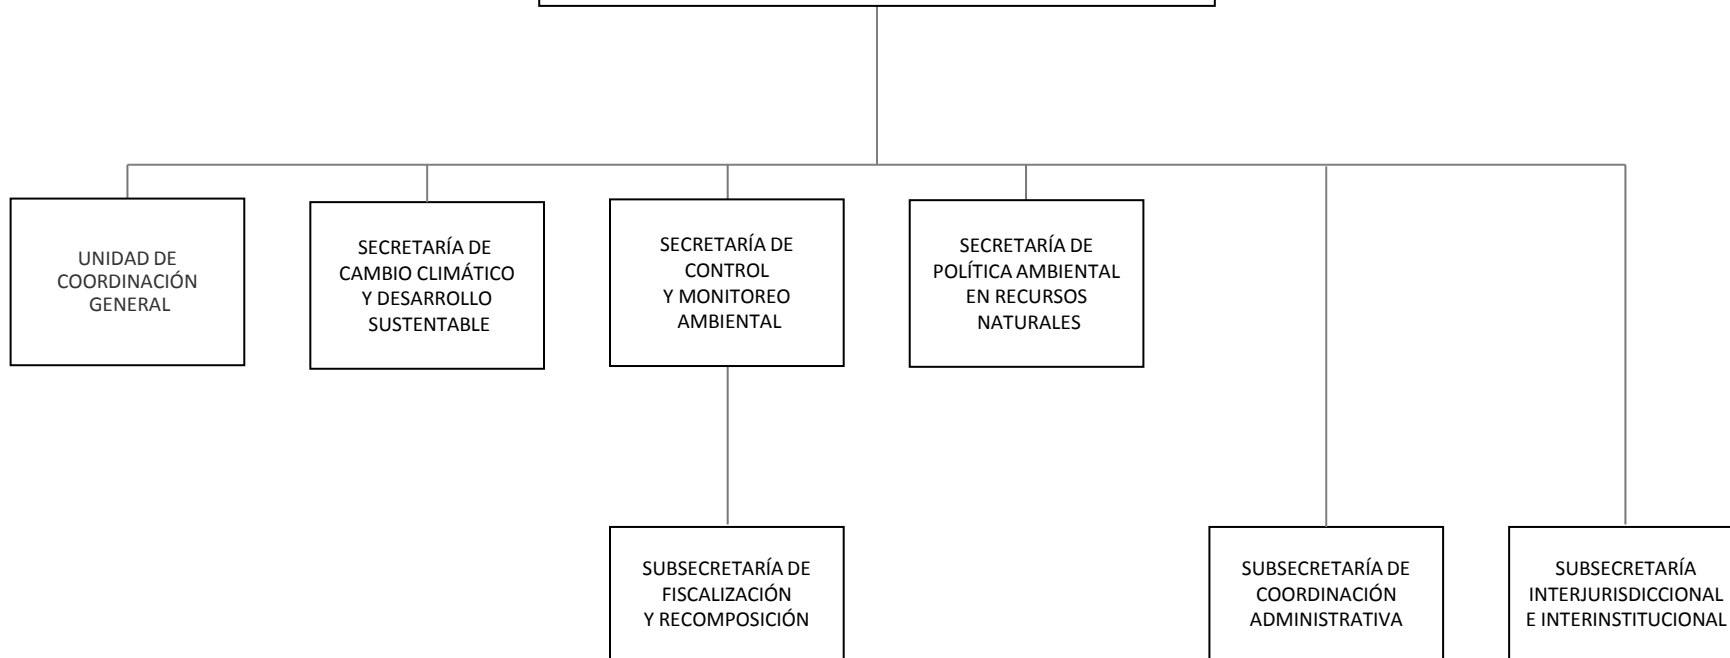 UNIDAD DE
COORDINACIÓN
GENERAL
SECRETARÍA DE
CAMBIO CLIMÁTICO
Y DESARROLLO
SUSTENTABLE
SECRETARÍA DE
CONTROL
Y MONITOREO
AMBIENTAL
SECRETARÍA DE
POLÍTICA AMBIENTAL
EN RECURSOS
NATURALES
SUBSECRETARÍA DE
FISCALIZACIÓN
Y RECOMPOSICIÓN
SUBSECRETARÍA DE
COORDINACIÓN
ADMINISTRATIVA
SUBSECRETARÍA
INTERJURISDICCIONAL
E INTERINSTITUCIONAL